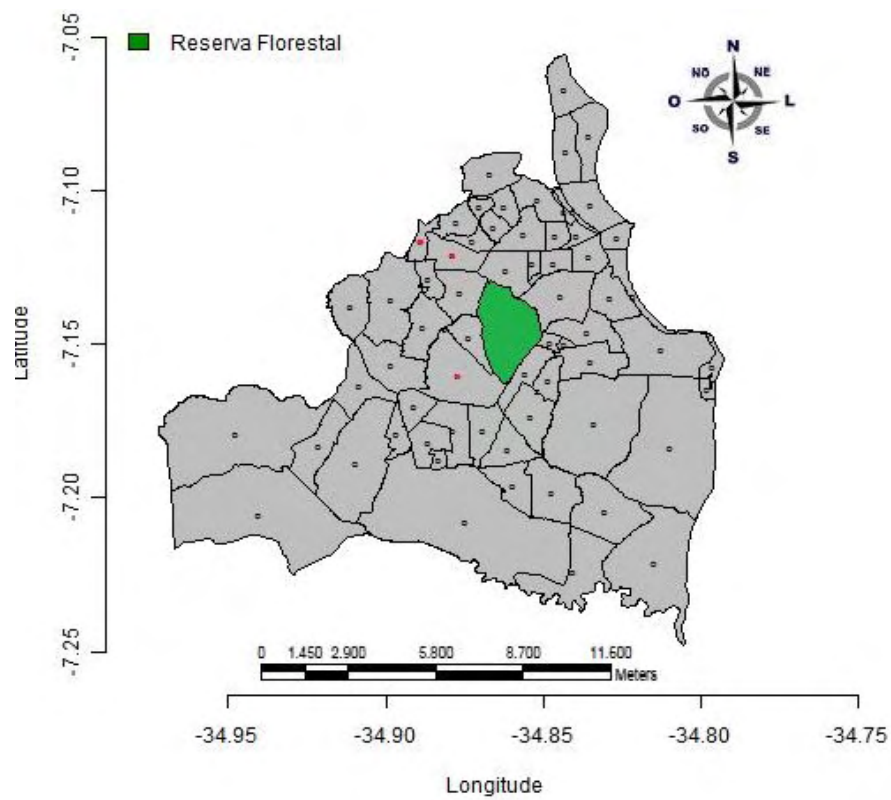 Reserva Florestal
N
NO
NE
O
L
SO
SE
S
Latitude
-7.05
-7.10
-7.15
-7.20
-7.25
0 1.450 2.900 5.800 8.700 11.600
Meters
-34.95 -34.90 -34.85 -34.80 -34.75
Longitude